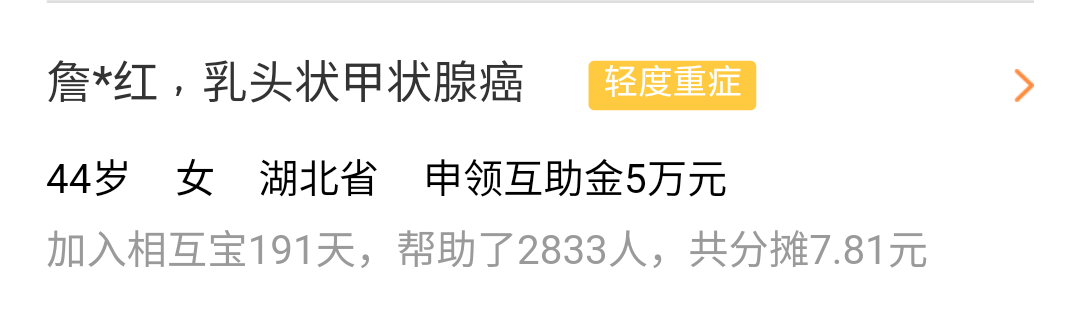 詹*红，乳头状甲状腺癌 轻度重症
44岁 女 湖北省 申领互助金5万元
加入相互宝191天，帮助了2833人，共分摊7.81元